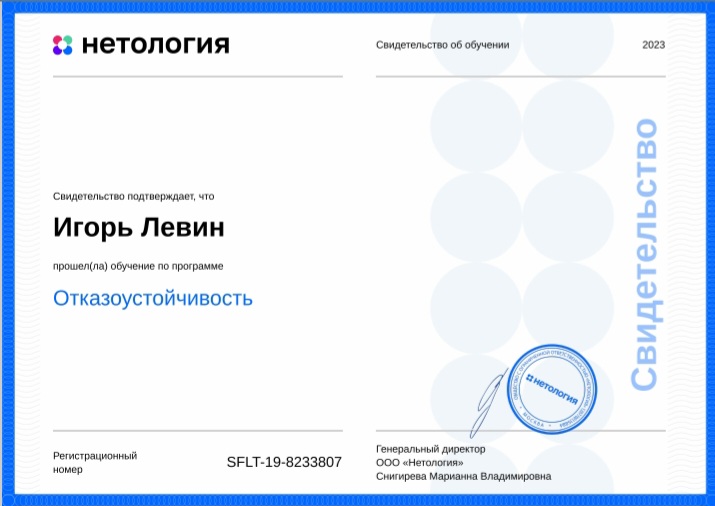 нетология
Свидетельство об обучении
2023
Свидетельство подтверждает, что
Игорь Левин
прошел(ла) обучение по программе
Отказоустойчивость
Свидетельство
нетология
МОСКВА
Регистрационный
номер
SFLT-19-8233807
Генеральный директор
ООО «Нетология»
Снигирева Марианна Владимировна